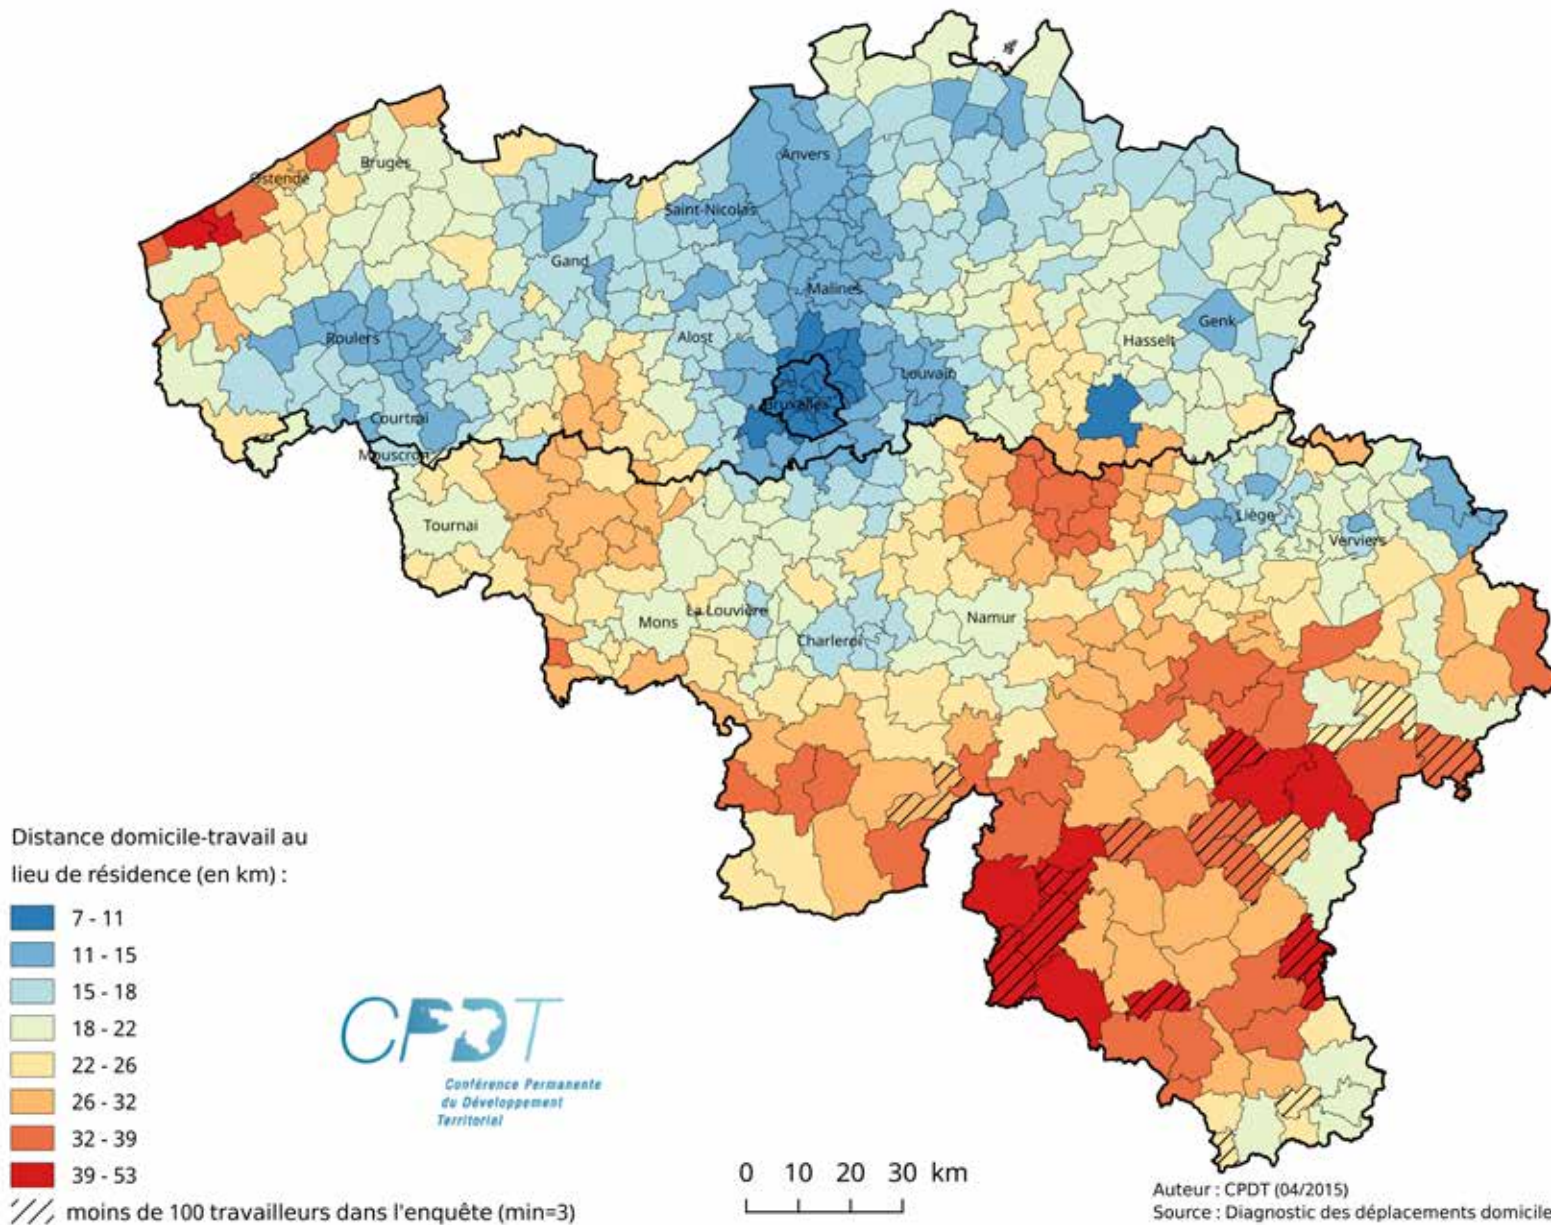 Anvers
Bruges
Ostende
Saint-Nicolas
Gand
Malines
Roulers
Alost
Genk
Hasselt
Louvain
Bruxelles
Courtrai
Mouscron
Tournai
Liège
Verviers
La Louvière
Mons
Namur
Charleroi
Distance domicile-travail au
lieu de résidence (en km) :
7 - 11
11 - 15
15 - 18
18 - 22
22 - 26
26 - 32
32 - 39
39 - 53
moins de 100 travailleurs dans l'enquête (min=3)
CPDT
Conférence Permanente
du Développement
Territorial
0 10 20 30 km
Auteur : CPDT (04/2015)
Source : Diagnostic des déplacements domicile